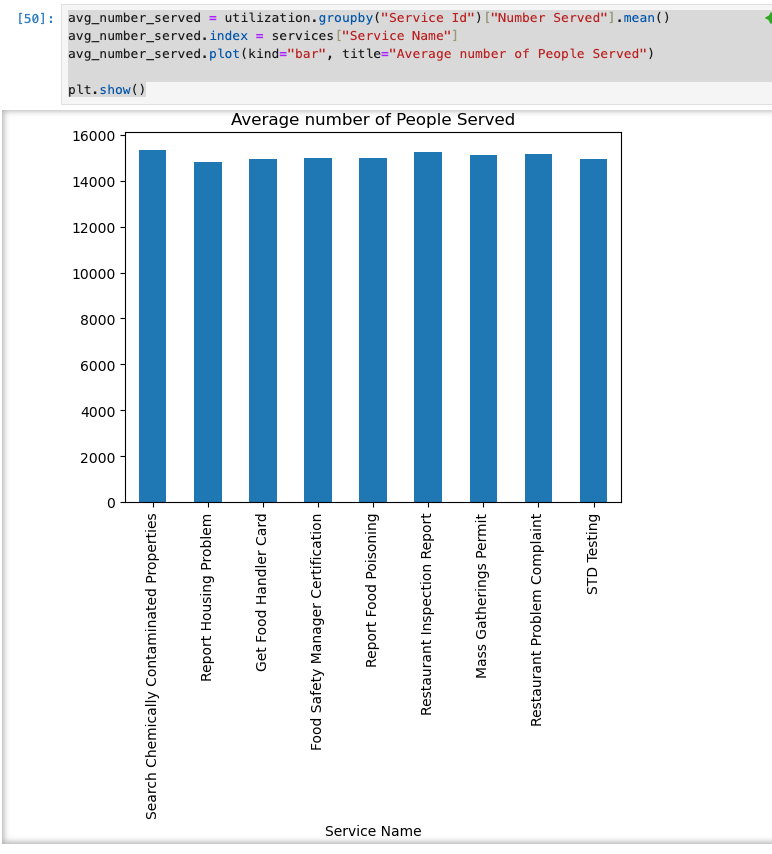 [50]: avg_number_served = utilization.groupby("Service Id")["Number Served"].mean()
avg_number_served.index = services["Service Name"]
avg_number_served.plot(kind="bar", title="Average number of People Served")
plt.show()
Average number of People Served
16000
14000
12000
10000
8000
6000
4000
2000
0
Search Chemically Contaminated Properties
Report Housing Problem
Get Food Handler Card
Food Safety Manager Certification
Report Food Poisoning
Restaurant Inspection Report
Mass Gatherings Permit
Restaurant Problem Complaint
STD Testing
Service Name